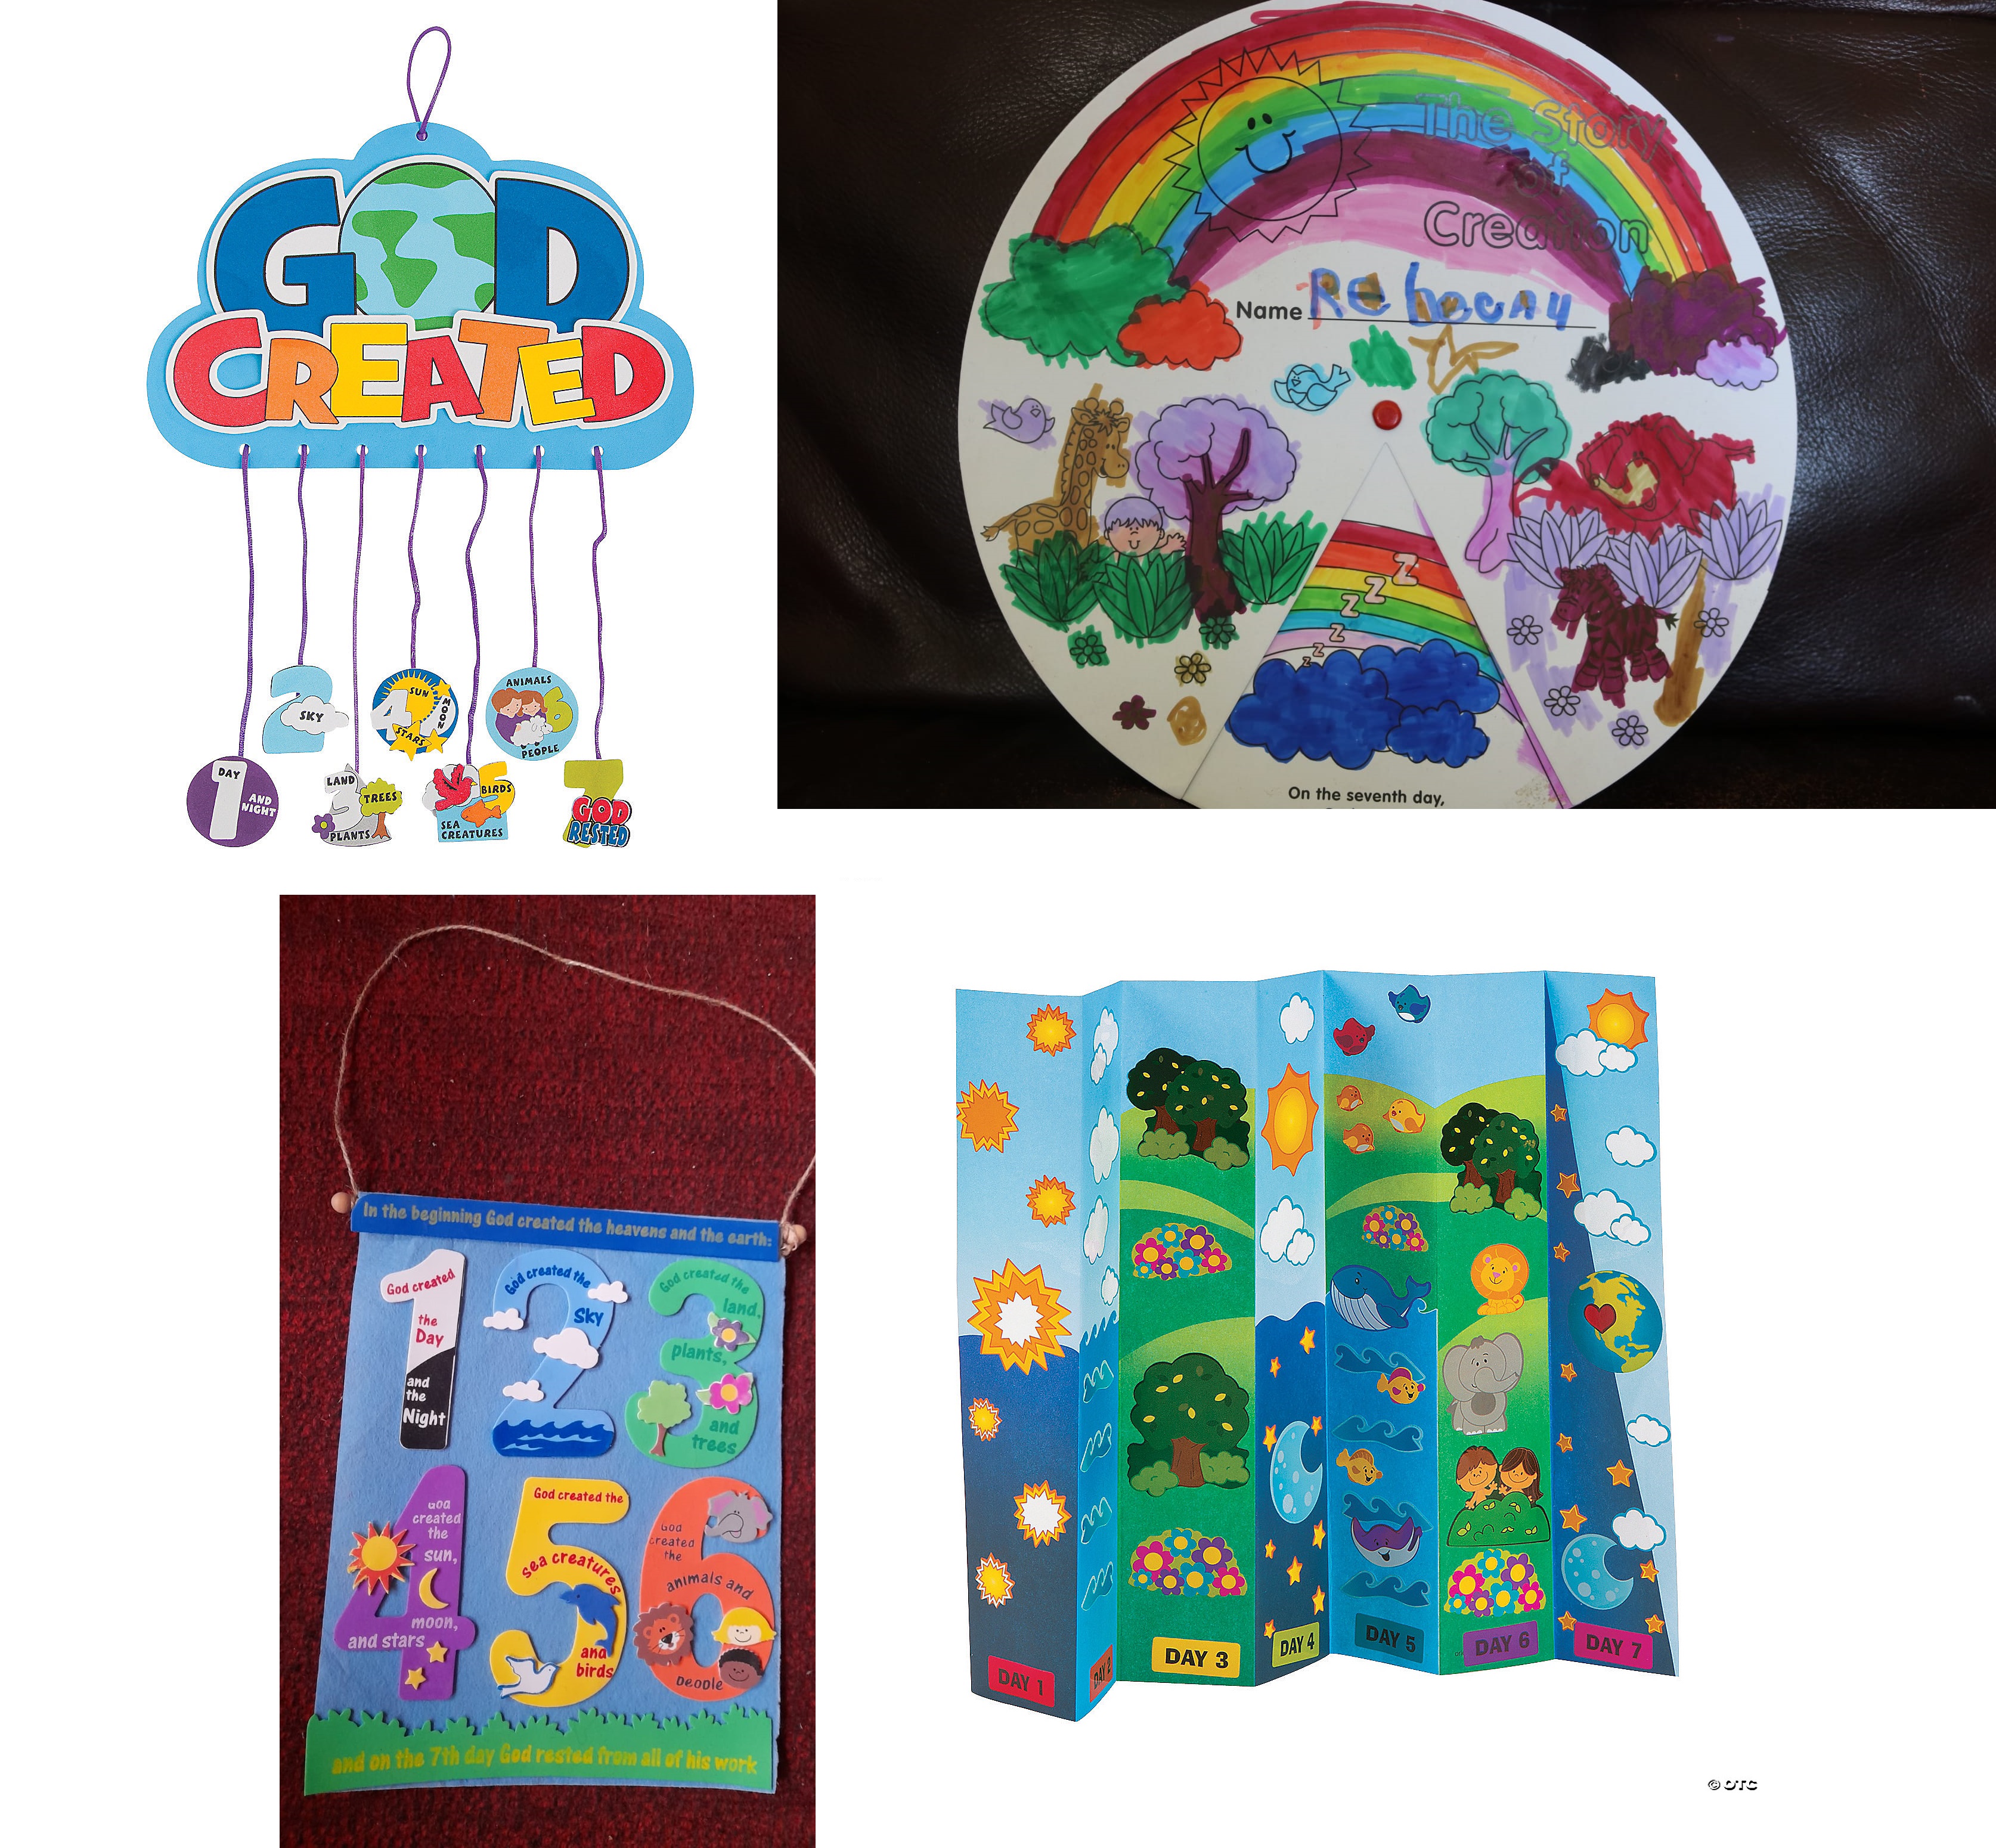 GOD
CREATED
DAY
1
AND
NIGHT
2
SKY
LAND
3
TREES
PLANTS
4
SUN
MOON
STARS
5
BIRDS
SEA
CREATURES
ANIMALS
6
PEOPLE
7
GOD
RESTED
The Story
of
Creation
Name
z
z
z
z
z
z
On the seventh day,
In the beginning God created the heavens and the earth:
1
God created
the
Day
and
the
Night
2
God created the
Sky
3
God created the
land,
plants,
and
trees
4
God
created
the
sun,
moon,
and stars
5
God created the
sea creatures
and
birds
6
God
created
the
animals and
people
and on the 7th day God rested from all of his work
DAY 1
DAY 2
DAY 3
DAY 4
DAY 5
DAY 6
DAY 7
© OTC